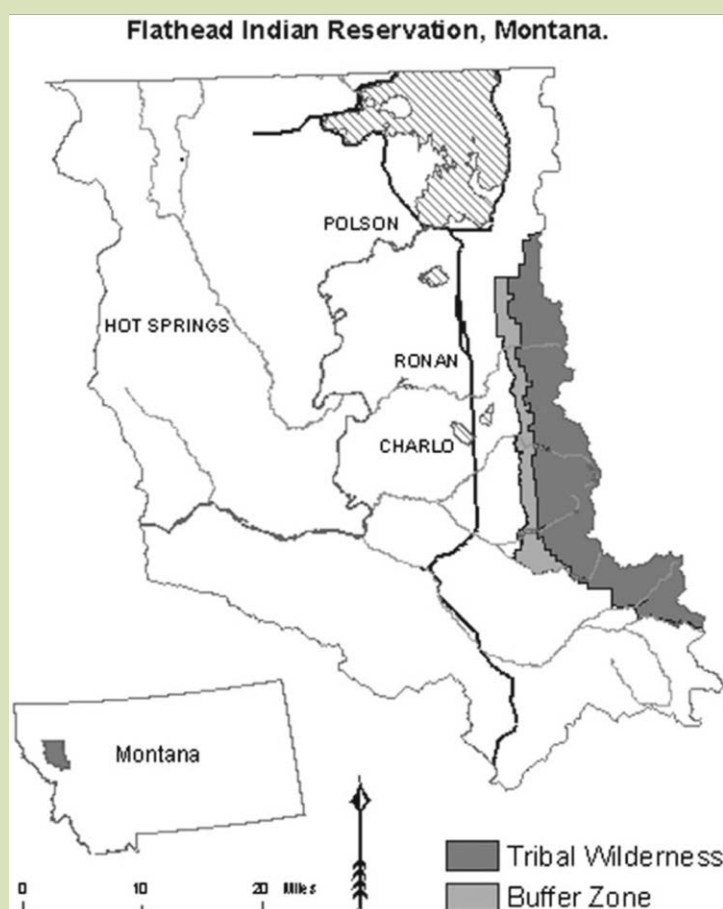 Flathead Indian Reservation, Montana.
POLSON
HOT SPRINGS
RONAN
CHARLO
Montana
Tribal Wilderness
Buffer Zone
0 10 20 Miles